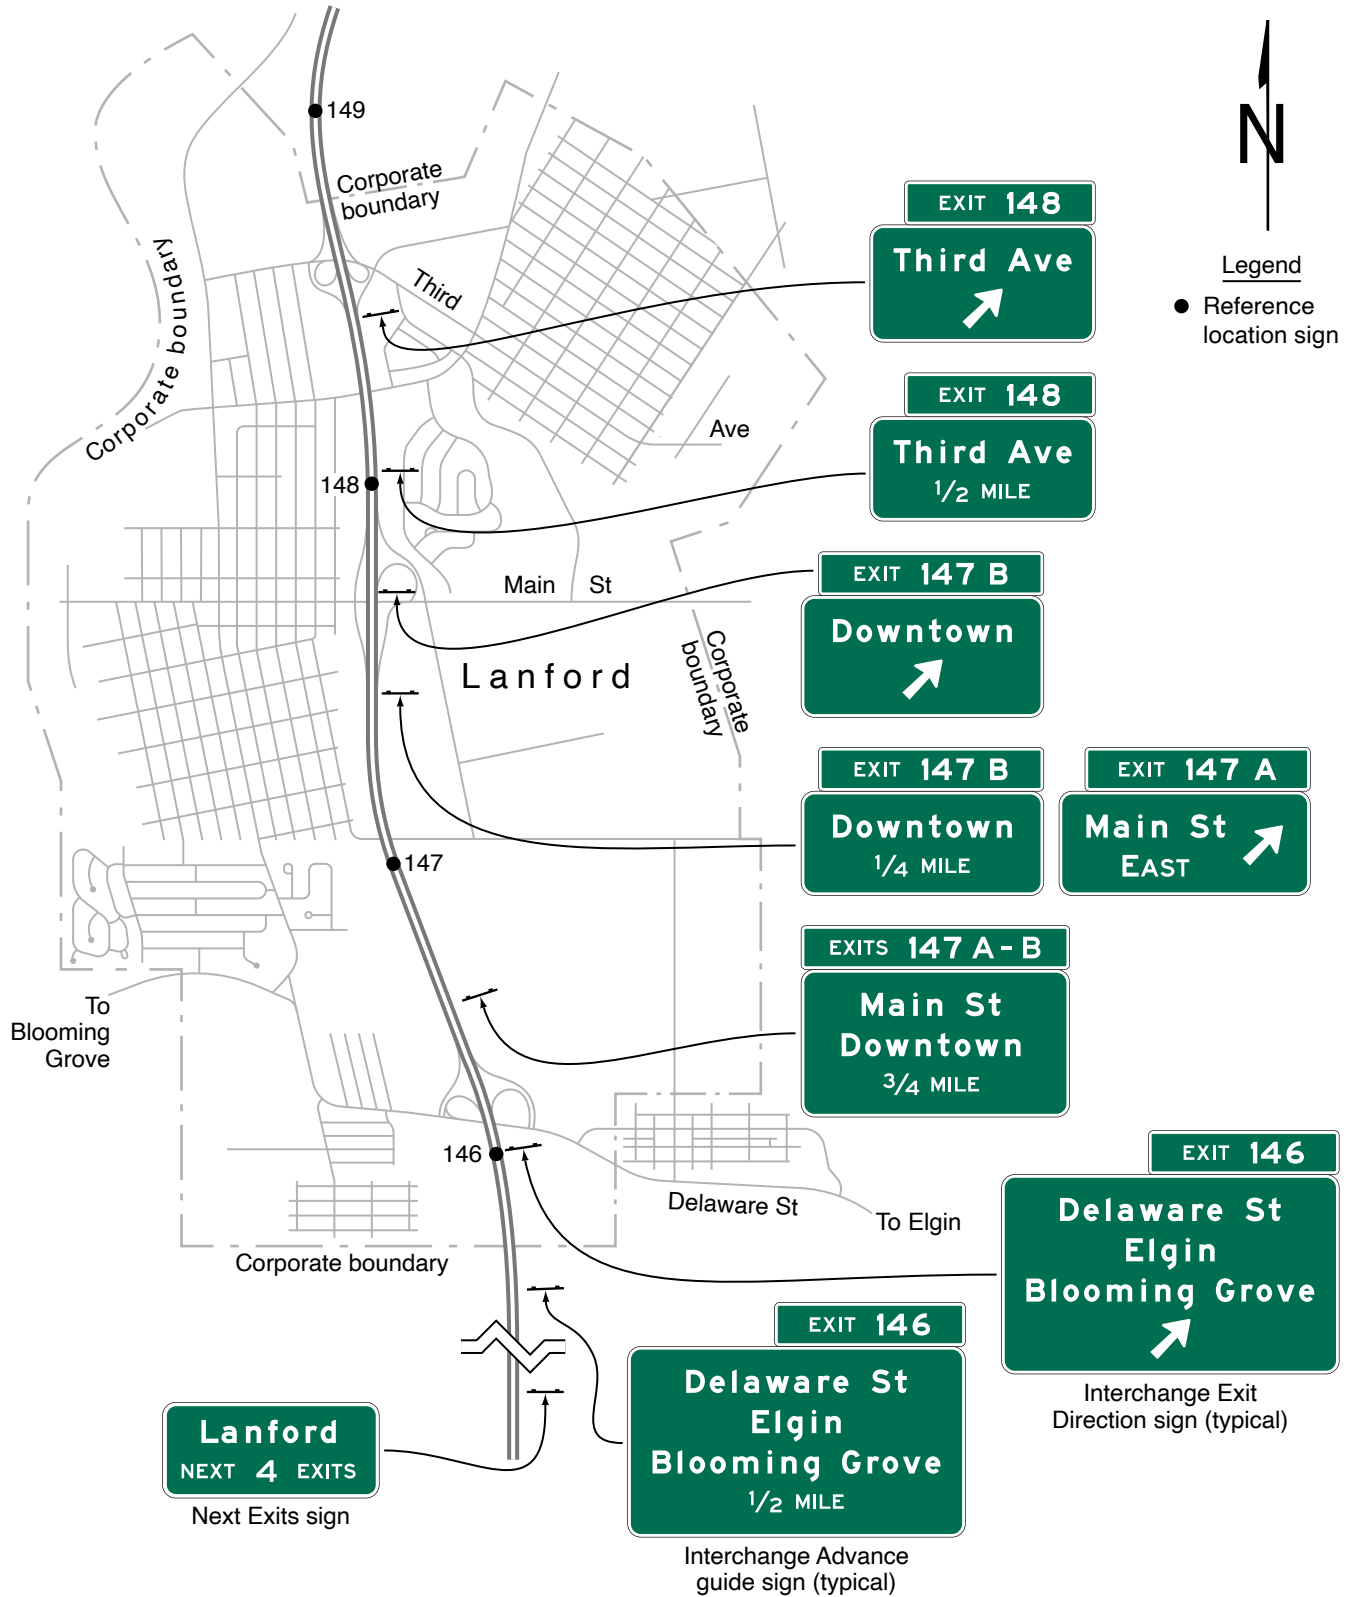 149
Corporate
boundary
N
EXIT 148
Third Ave
Legend
Reference
location sign
Corporate boundary
Third
Ave
EXIT 148
Third Ave
1/2 MILE
148
Main St
EXIT 147 B
Downtown
Lanford
Corporate
boundary
EXIT 147 B
Downtown
1/4 MILE
EXIT 147 A
Main St
EAST
147
EXITS 147 A-B
Main St
Downtown
3/4 MILE
To
Blooming
Grove
146
Delaware St
To Elgin
EXIT 146
Delaware St
Elgin
Blooming Grove
Interchange Exit
Direction sign (typical)
Corporate boundary
EXIT 146
Delaware St
Elgin
Blooming Grove
1/2 MILE
Interchange Advance
guide sign (typical)
Lanford
NEXT 4 EXITS
Next Exits sign